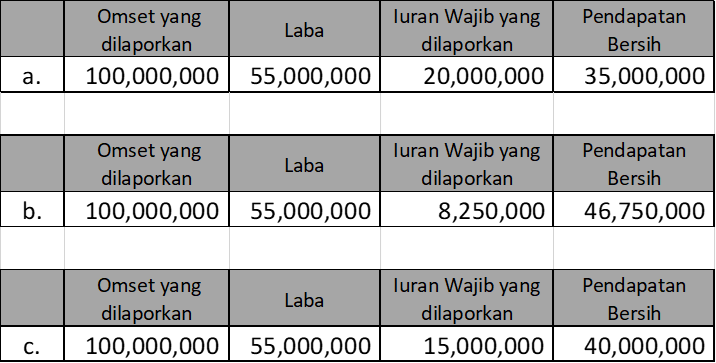 Omset yang dilaporkan Laba Iuran Wajib yang dilaporkan Pendapatan Bersih
a. 100,000,000 55,000,000 20,000,000 35,000,000
Omset yang dilaporkan Laba Iuran Wajib yang dilaporkan Pendapatan Bersih
b. 100,000,000 55,000,000 8,250,000 46,750,000
Omset yang dilaporkan Laba Iuran Wajib yang dilaporkan Pendapatan Bersih
c. 100,000,000 55,000,000 15,000,000 40,000,000